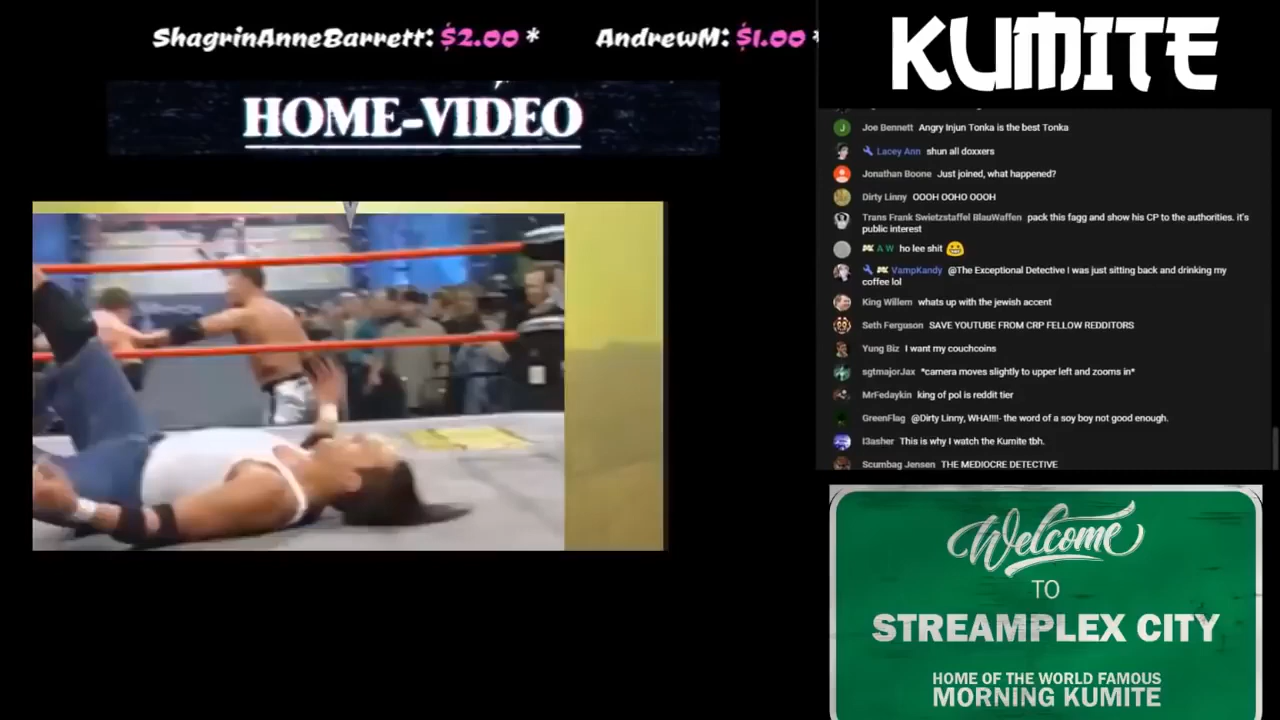 ShagrinAnneBarrett: $2.00 * AndrewM: $1.00 *
HOME-VIDEO
KUMITE
J Joe Bennett Angry Injun Tonka is the best Tonka
Lacey Ann shun all doxxers
Jonathan Boone Just joined, what happened?
Dirty Linny OOOH OOHO OOOH
Trans Frank Swietzstaffel BlauWaffen pack this fagg and show his CP to the authorities. it's
public interest
A W ho lee shit 😄
VampKandy @The Exceptional Detective I was just sitting back and drinking my
coffee lol
King Willem whats up with the jewish accent
Seth Ferguson SAVE YOUTUBE FROM CRP FELLOW REDDITORS
Yung Biz I want my couchcoins
sgtmajorJax *camera moves slightly to upper left and zooms in*
MrFedaykin king of pol is reddit tier
GreenFlag @Dirty Linny, WHA!!!!- the word of a soy boy not good enough.
l3asher This is why I watch the Kumite tbh.
Scumbag Jensen THE MEDIOCRE DETECTIVE
Welcome
TO
STREAMPLEX CITY
HOME OF THE WORLD FAMOUS
MORNING KUMITE